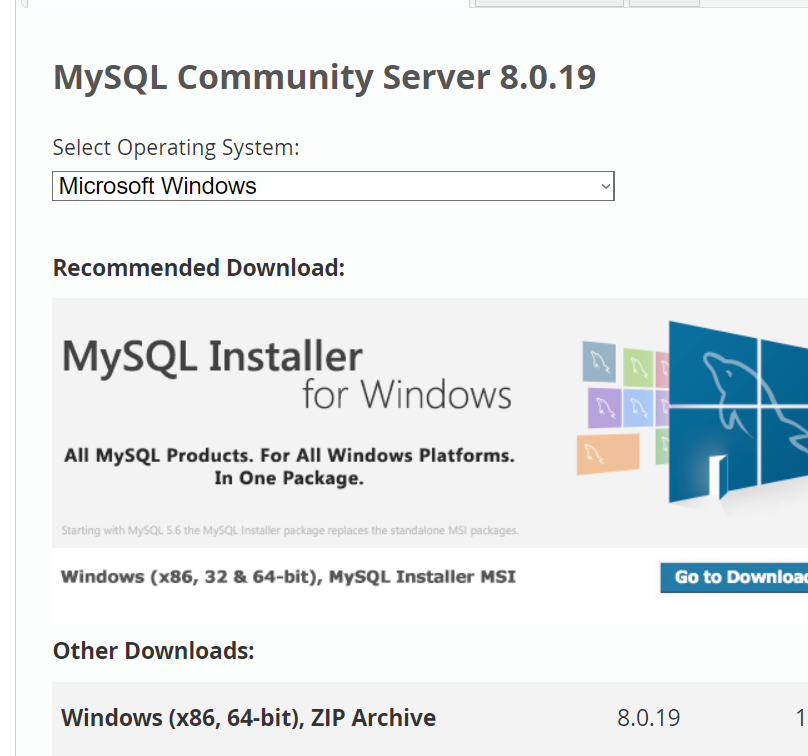 MySQL Community Server 8.0.19
Select Operating System:
Microsoft Windows
Recommended Download:
MySQL Installer
for Windows
All MySQL Products. For All Windows Platforms.
In One Package.
Starting with MySQL 5.6 the MySQL Installer package replaces the standalone MSI packages.
Windows (x86, 32 & 64-bit), MySQL Installer MSI
Go to Download
Other Downloads:
Windows (x86, 64-bit), ZIP Archive 8.0.19 1